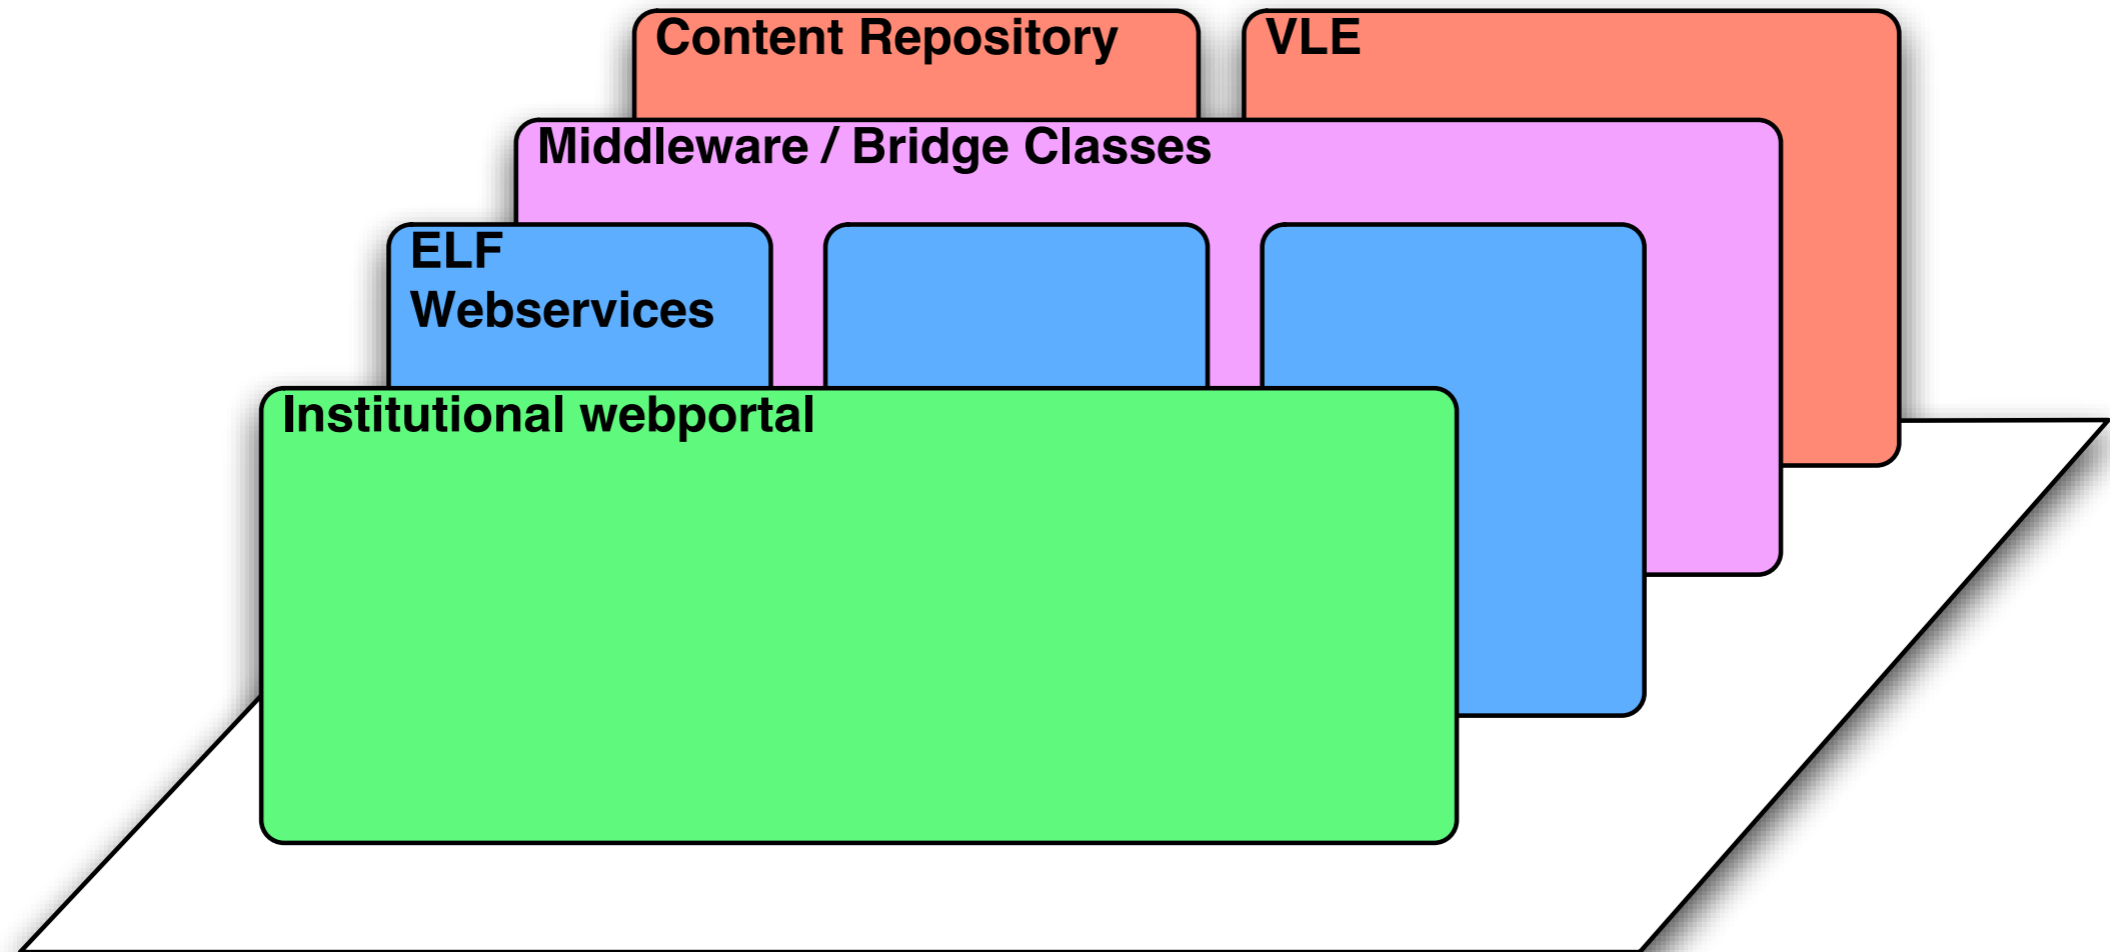 Content Repository
VLE
Middleware / Bridge Classes
ELF
Webservices
Institutional webportal